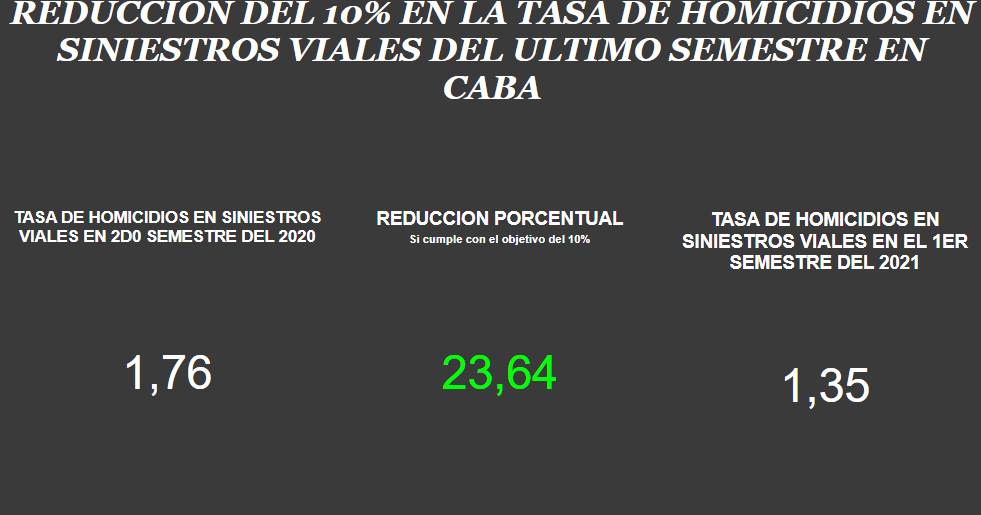 REDUCCION DEL 10% EN LA TASA DE HOMICIDIOS EN
SINIESTROS VIALES DEL ULTIMO SEMESTRE EN
CABA
TASA DE HOMICIDIOS EN SINIESTROS
VIALES EN 2D0 SEMESTRE DEL 2020
1,76
REDUCCION PORCENTUAL
Si cumple con el objetivo del 10%
23,64
TASA DE HOMICIDIOS EN
SINIESTROS VIALES EN EL 1ER
SEMESTRE DEL 2021
1,35